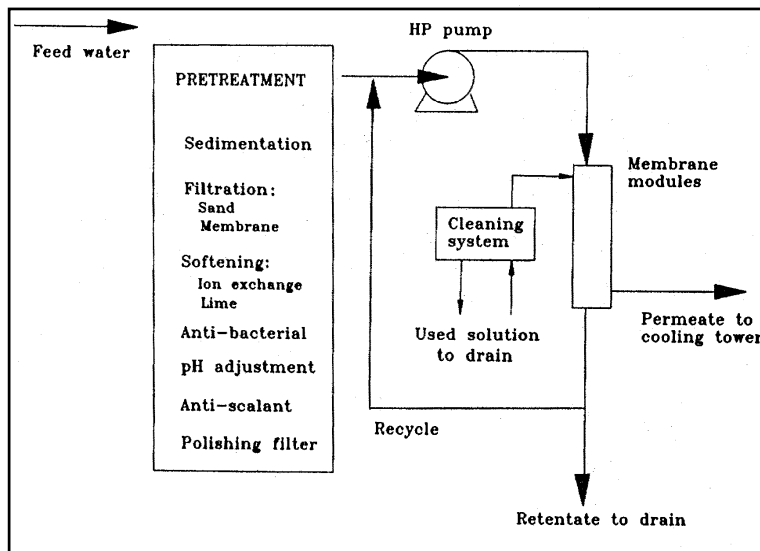 Feed water
HP pump
PRETREATMENT
Sedimentation
Filtration:
Sand
Membrane
Softening:
Ion exchange
Lime
Anti-bacterial
pH adjustment
Anti-scalant
Polishing filter
Membrane
modules
Cleaning
system
Used solution
to drain
Permeate to
cooling tower
Recycle
Retentate to drain